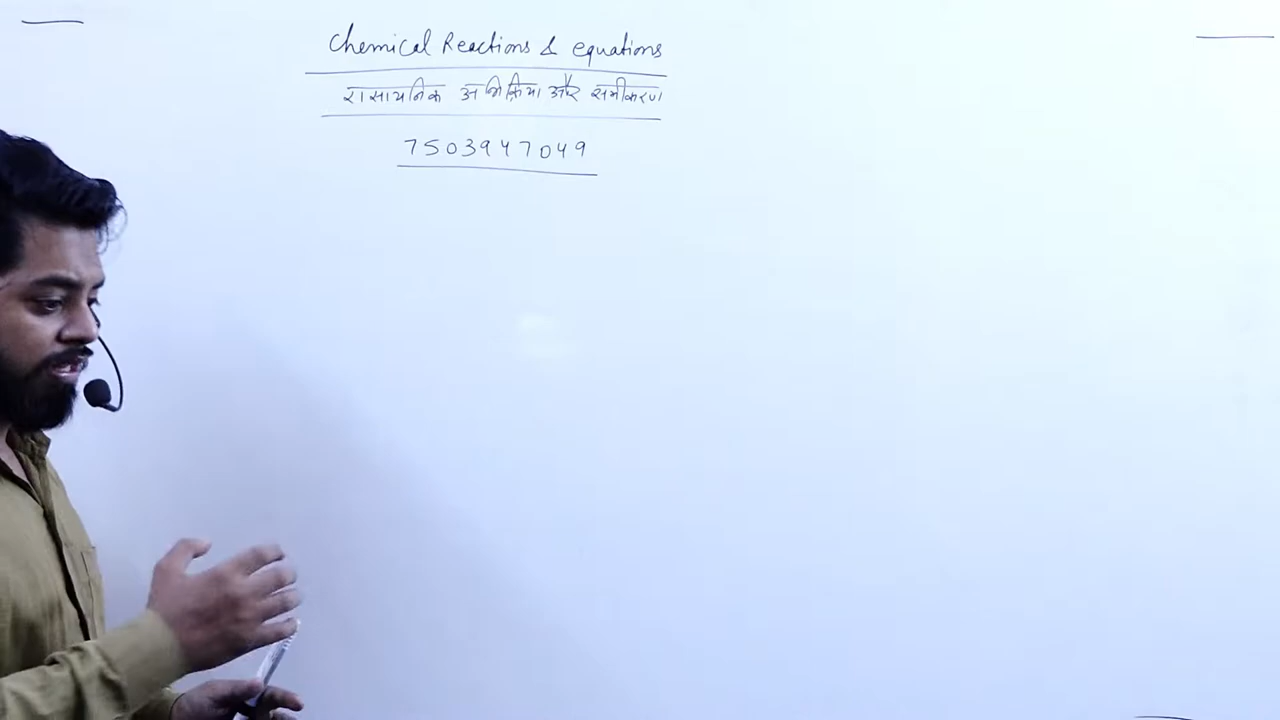 Chemical Reactions & equations
रासायनिक अभिक्रिया और समीकरण
7503947049